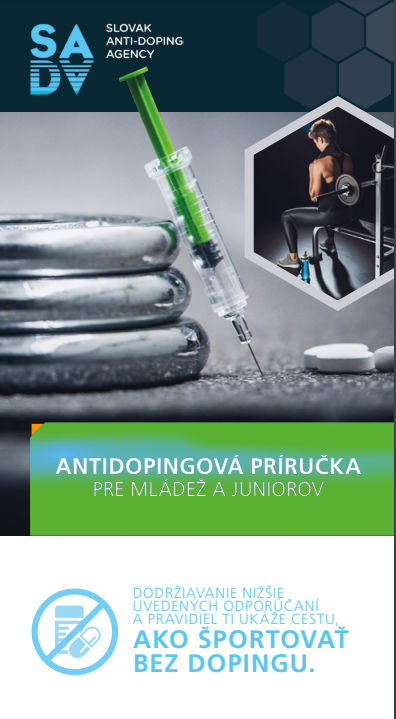 SA
DA
SLOVAK
ANTI-DOPING
AGENCY
ANTIDOPINGOVÁ PRÍRUČKA
PRE MLÁDEŽ A JUNIOROV
DODRŽIAVANIE NIŽŠIE
UVEDENÝCH ODPORÚČANÍ
A PRAVIDIEL TI UKÁŽE CESTU,
AKO ŠPORTOVAŤ
BEZ DOPINGU.